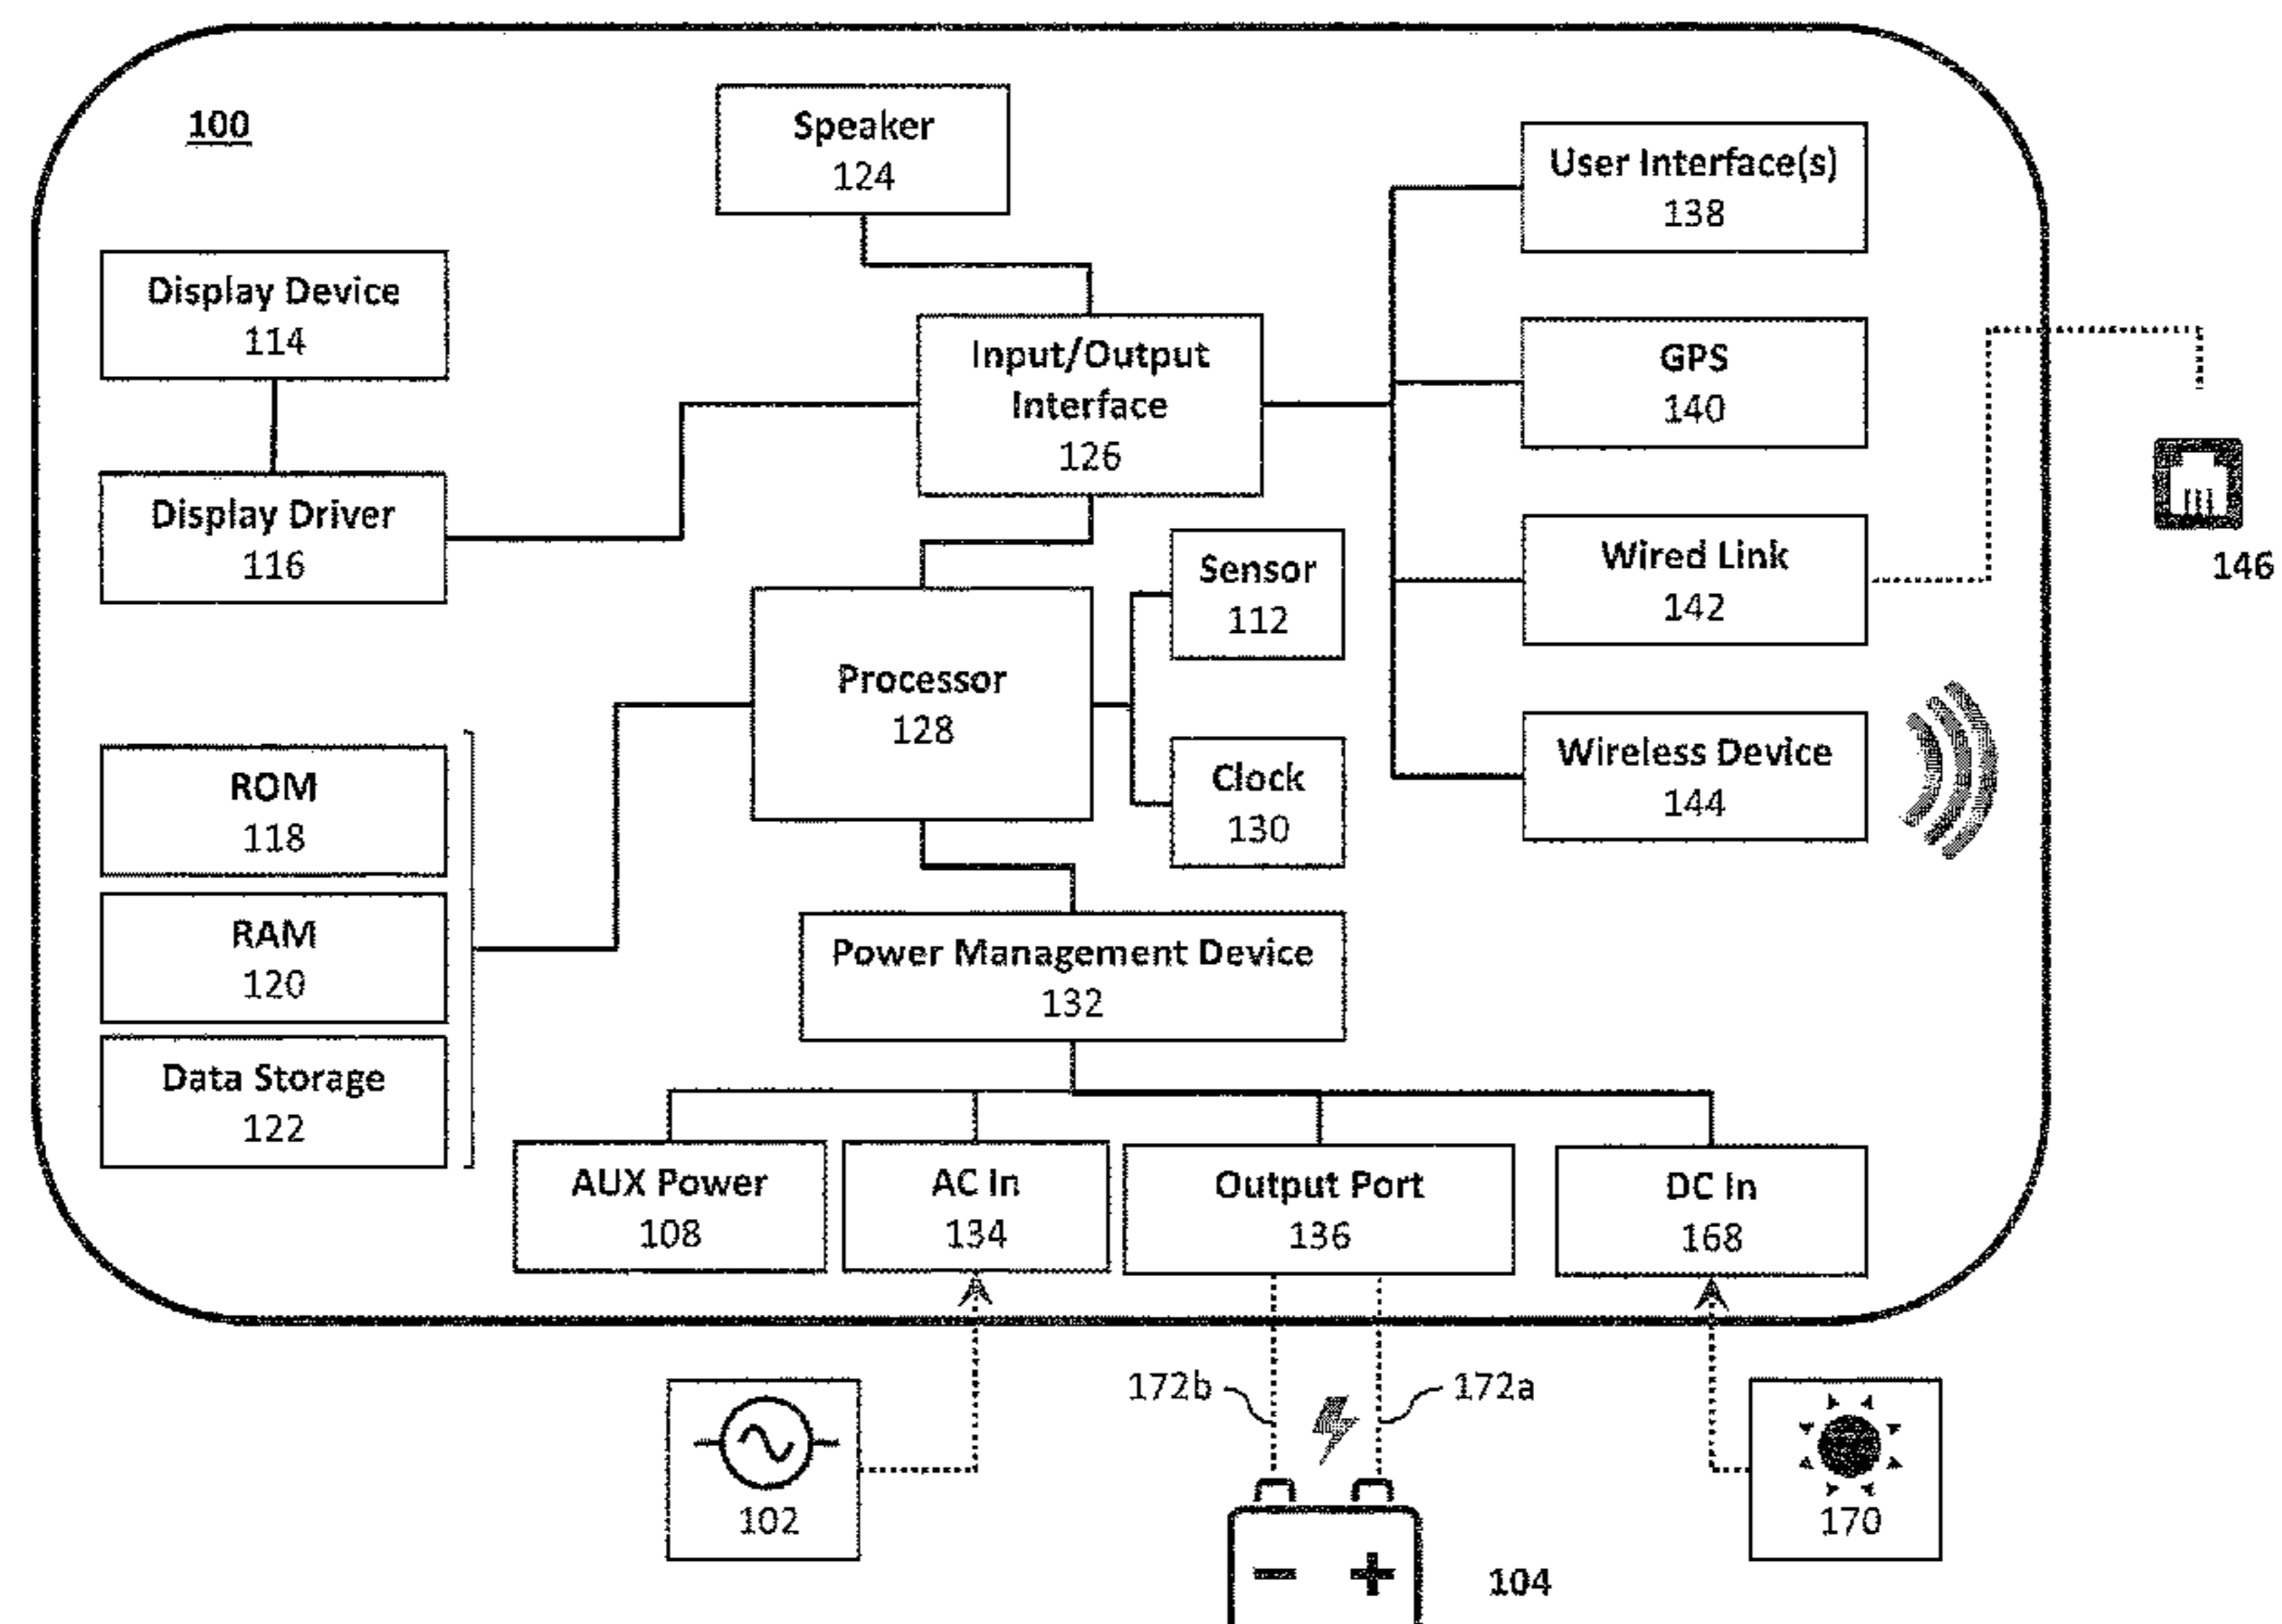 100
Speaker
124
User Interface(s)
138
Display Device
114
Input/Output
Interface
126
GPS
140
Display Driver
116
Sensor
112
Wired Link
142
146
Processor
128
ROM
118
Clock
130
Wireless Device
144
RAM
120
Power Management Device
132
Data Storage
122
AUX Power
108
AC In
134
Output Port
136
DC In
168
172b
172a
102
170
− +
104